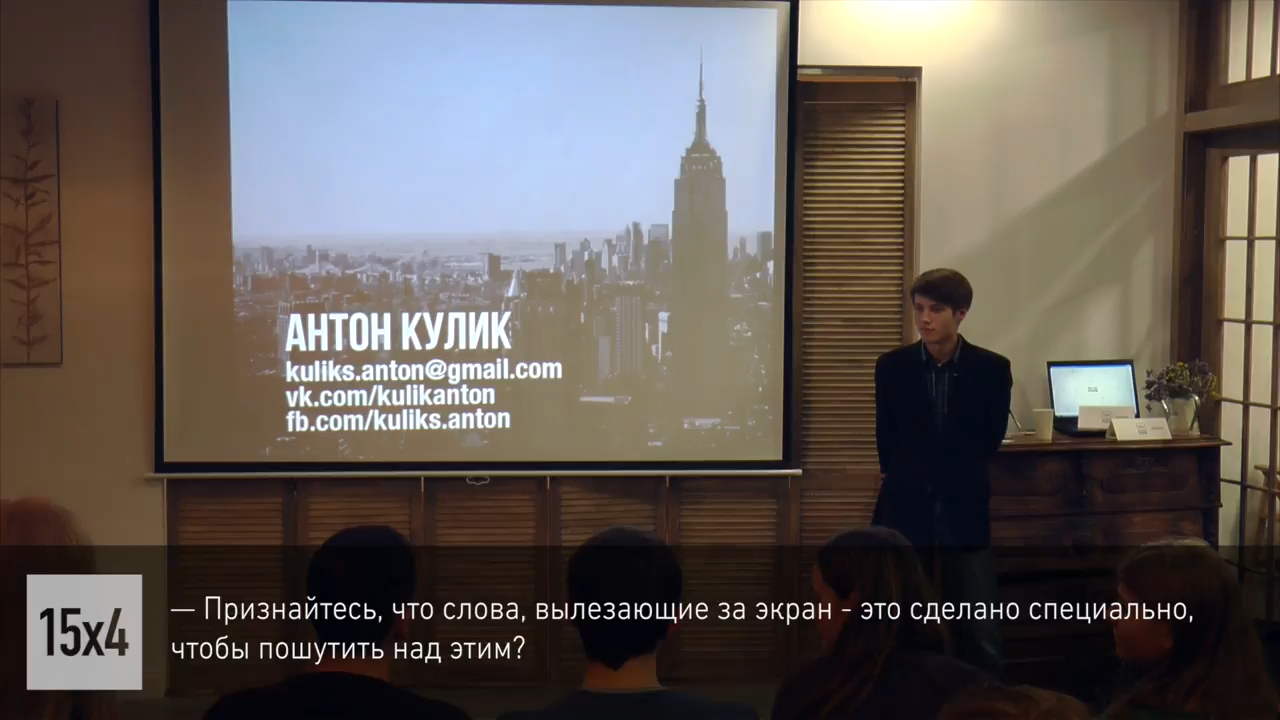 АНТОН КУЛИК
kuliks.anton@gmail.com
vk.com/kulikanton
fb.com/kuliks.anton
15x4
— Признайтесь, что слова, вылезающие за экран - это сделано специально,
чтобы пошутить над этим?